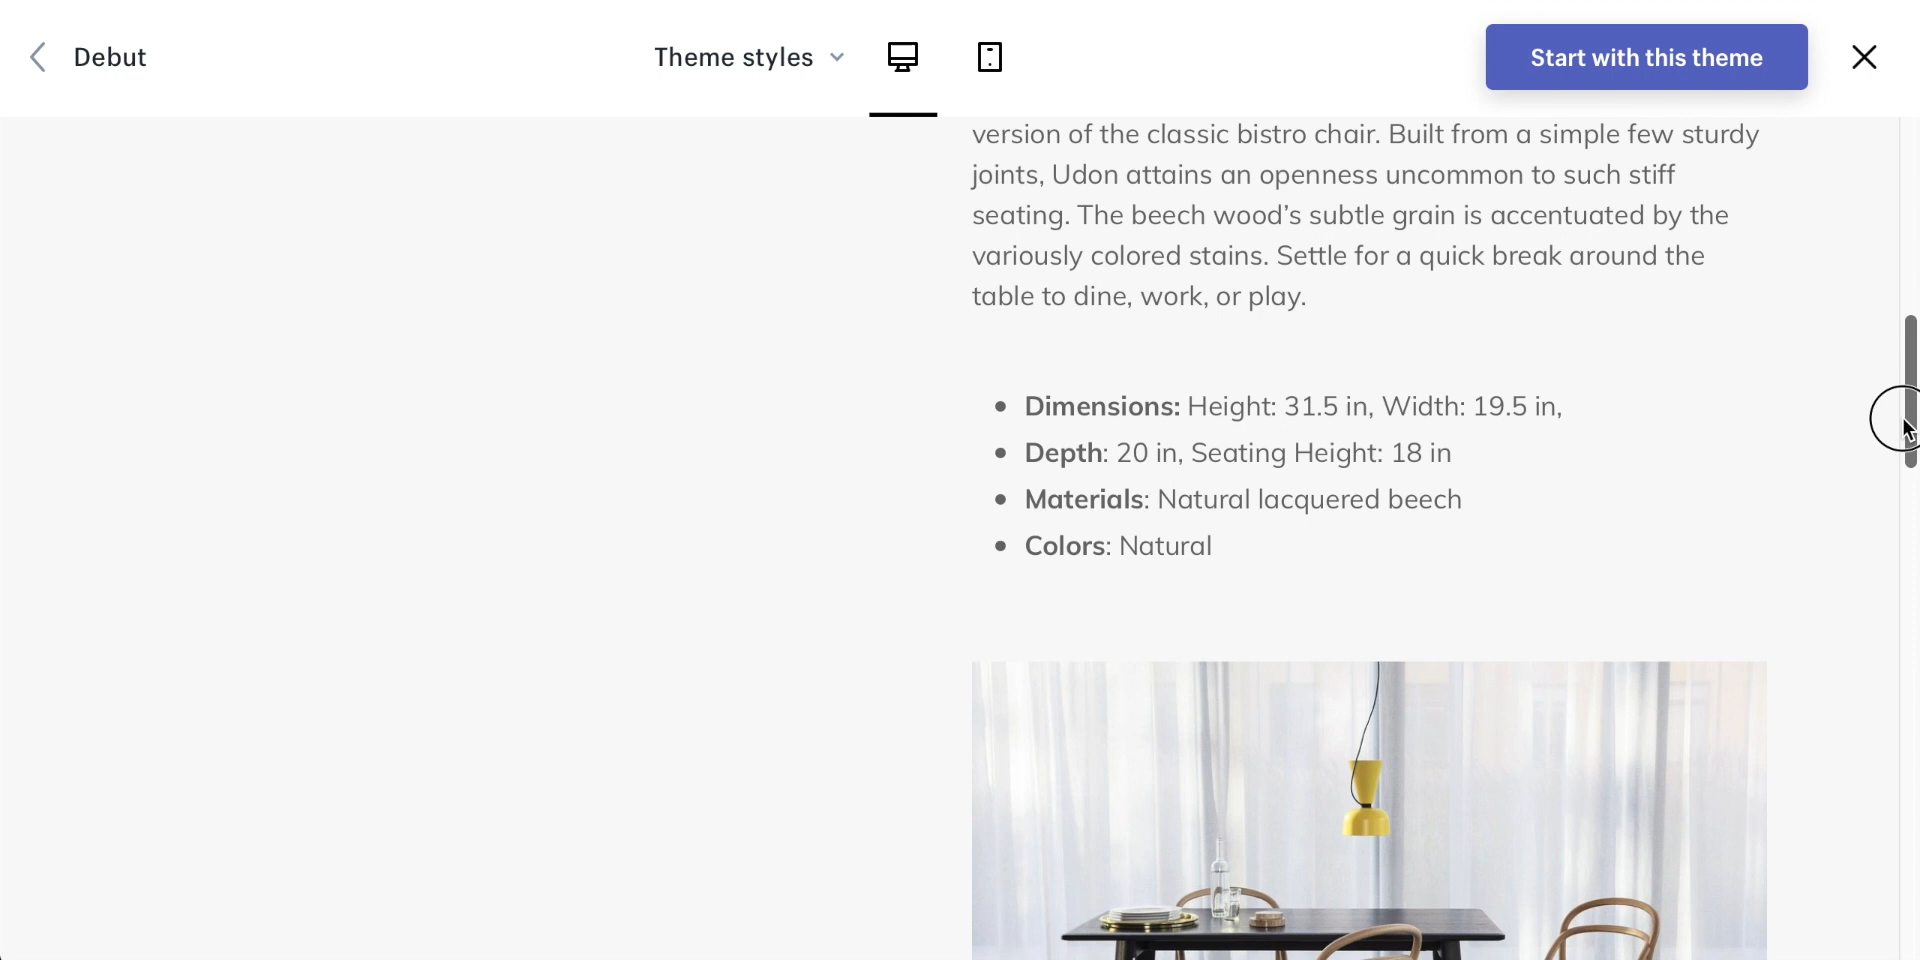 Debut
Theme styles
Start with this theme
version of the classic bistro chair. Built from a simple few sturdy
joints, Udon attains an openness uncommon to such stiff
seating. The beech wood’s subtle grain is accentuated by the
variously colored stains. Settle for a quick break around the
table to dine, work, or play.
Dimensions: Height: 31.5 in, Width: 19.5 in,
Depth: 20 in, Seating Height: 18 in
Materials: Natural lacquered beech
Colors: Natural